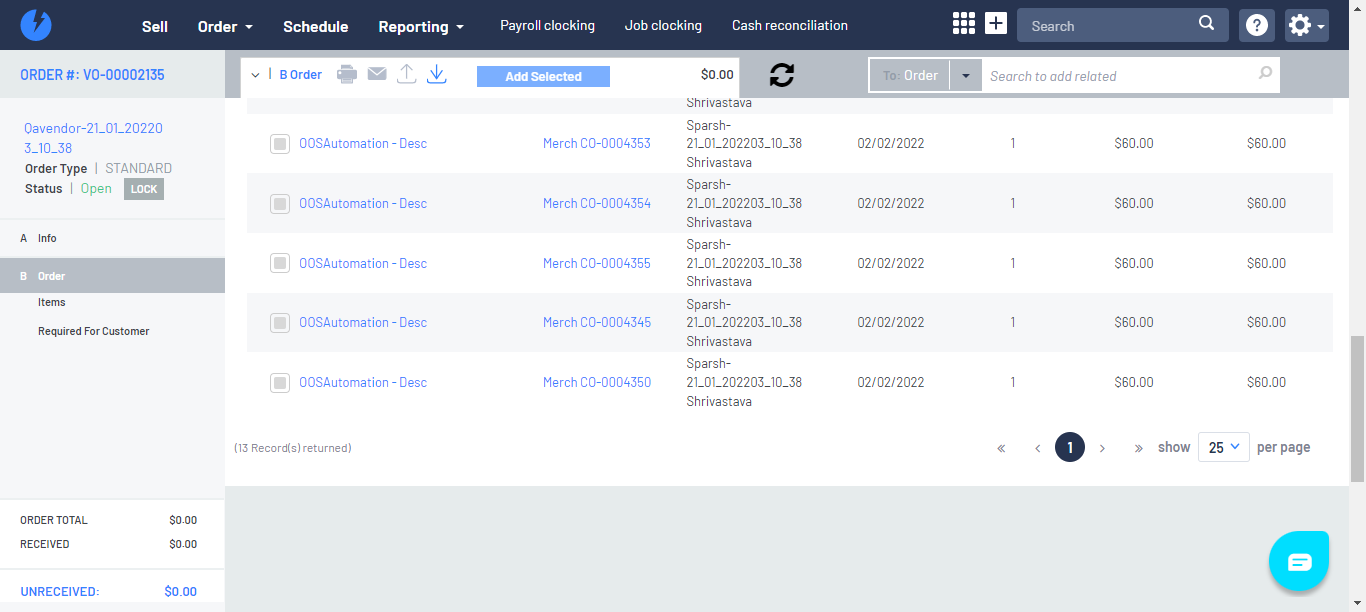 Sell Order Schedule Reporting Payroll clocking Job clocking Cash reconciliation Search
ORDER #: VO-00002135
B Order Add Selected $0.00 To: Order Search to add related
Qavendor-21_01_20220
3_10_38
Order Type | STANDARD
Status | Open LOCK
A Info
B Order
Items
Required For Customer
ORDER TOTAL $0.00
RECEIVED $0.00
UNRECEIVED: $0.00
Shrivastava
Sparsh-
OOSAutomation - Desc Merch CO-0004353 21_01_202203_10_38 02/02/2022 1 $60.00 $60.00
Shrivastava
Sparsh-
OOSAutomation - Desc Merch CO-0004354 21_01_202203_10_38 02/02/2022 1 $60.00 $60.00
Shrivastava
Sparsh-
OOSAutomation - Desc Merch CO-0004355 21_01_202203_10_38 02/02/2022 1 $60.00 $60.00
Shrivastava
Sparsh-
OOSAutomation - Desc Merch CO-0004345 21_01_202203_10_38 02/02/2022 1 $60.00 $60.00
Shrivastava
Sparsh-
OOSAutomation - Desc Merch CO-0004350 21_01_202203_10_38 02/02/2022 1 $60.00 $60.00
Shrivastava
(13 Record(s) returned) « ‹ 1 › » show 25 per page